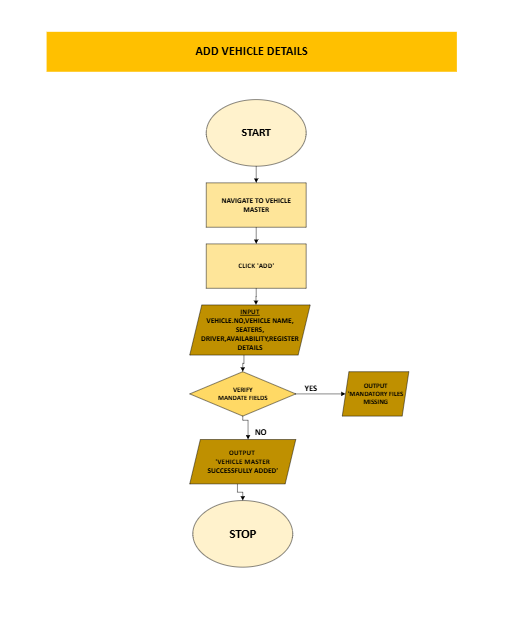 ADD VEHICLE DETAILS
START
NAVIGATE TO VEHICLE
MASTER
CLICK 'ADD'
INPUT
VEHICLE.NO,VEHICLE NAME,
SEATERS,
DRIVER,AVAILABILITY,REGISTER
DETAILS
VERIFY
MANDATE FIELDS
YES
OUTPUT
'MANDATORY FILES
MISSING
NO
OUTPUT
'VEHICLE MASTER
SUCCESSFULLY ADDED'
STOP